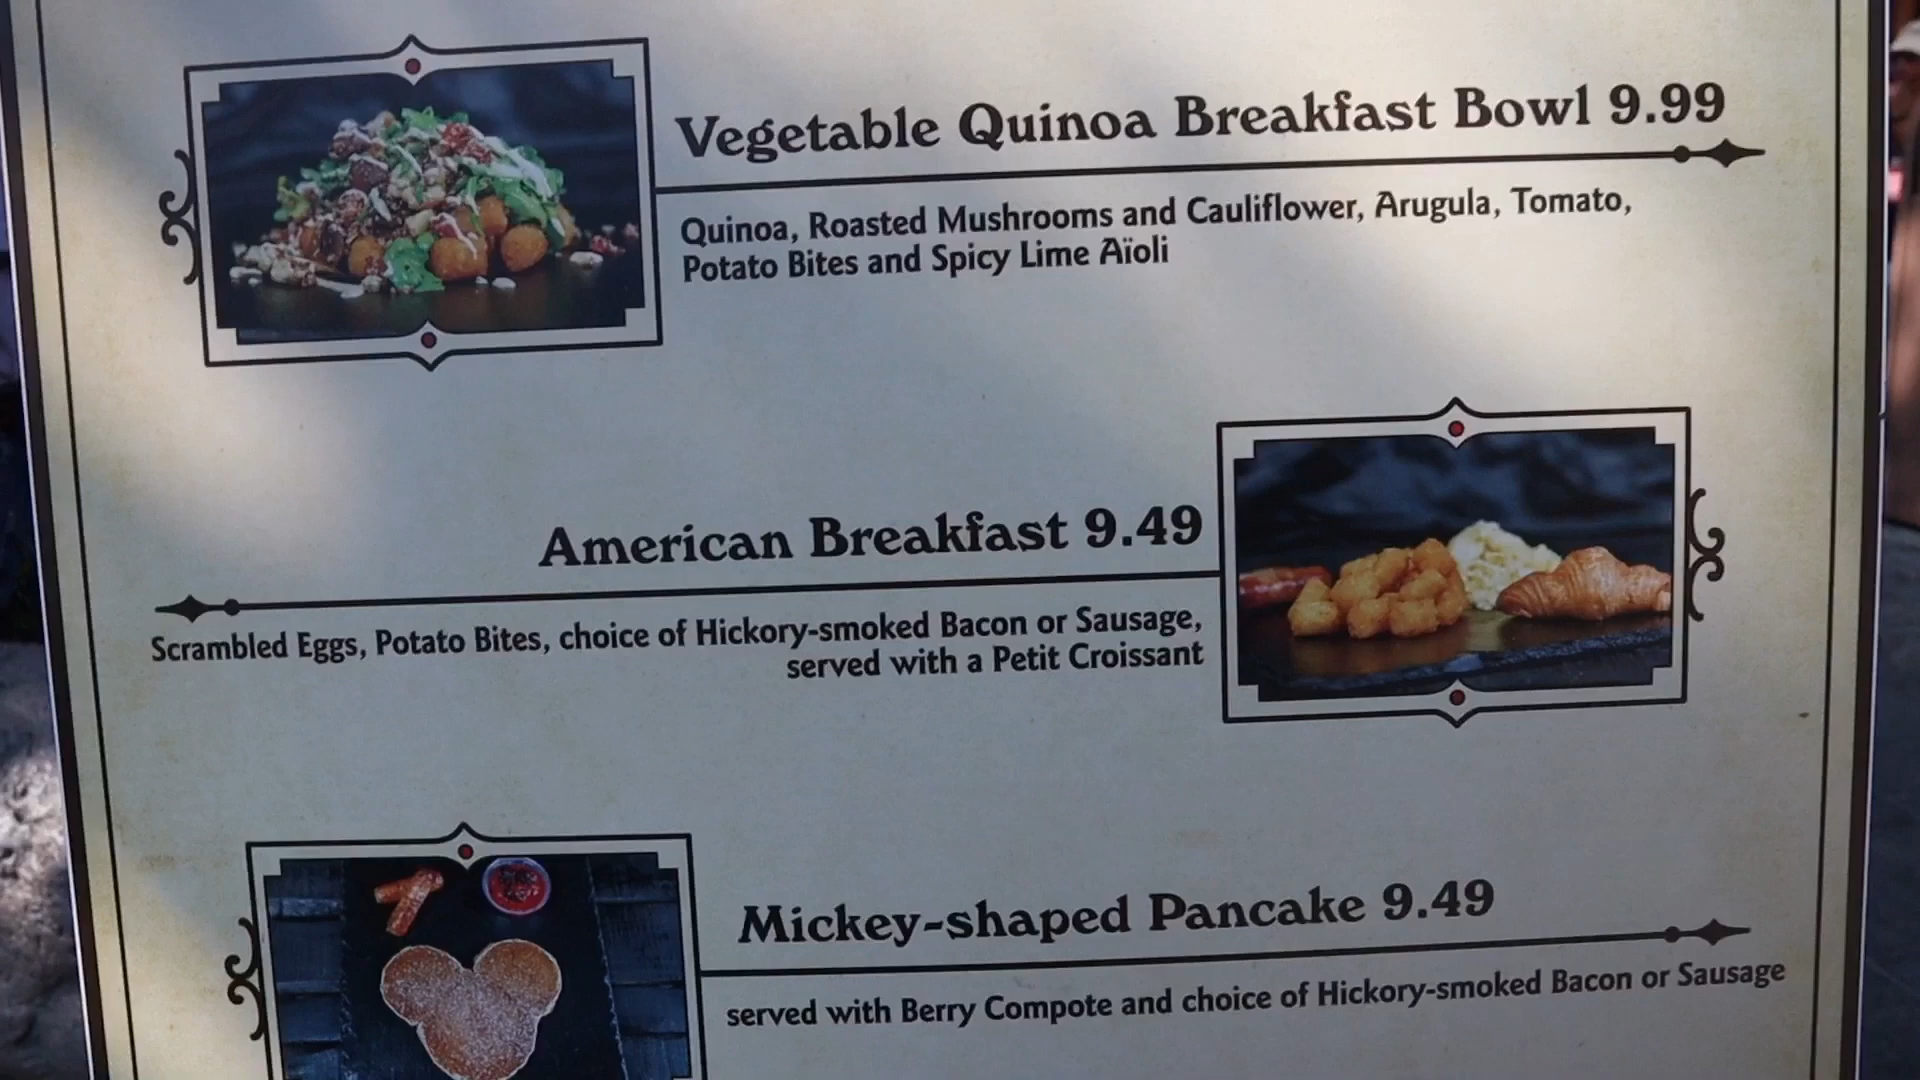 Vegetable Quinoa Breakfast Bowl 9.99
Quinoa, Roasted Mushrooms and Cauliflower, Arugula, Tomato,
Potato Bites and Spicy Lime Aïoli
American Breakfast 9.49
Scrambled Eggs, Potato Bites, choice of Hickory-smoked Bacon or Sausage,
served with a Petit Croissant
Mickey-shaped Pancake 9.49
served with Berry Compote and choice of Hickory-smoked Bacon or Sausage